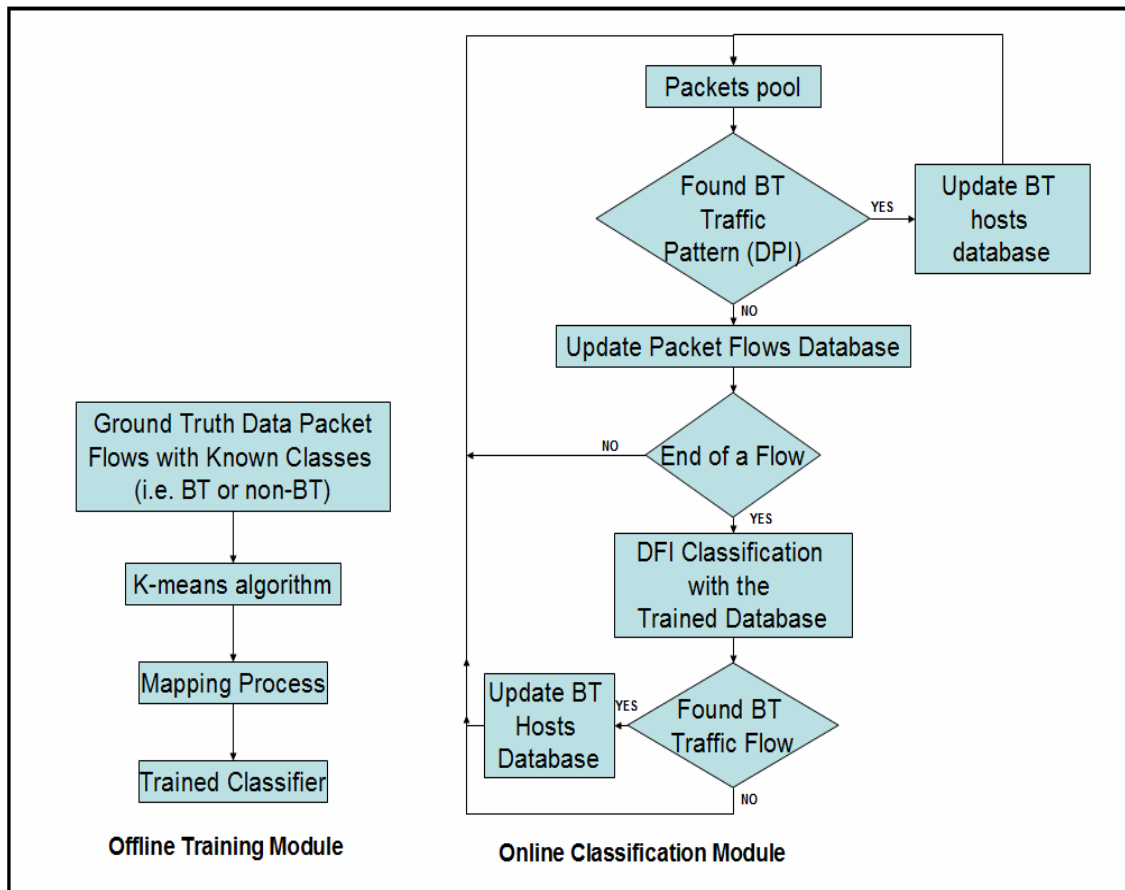 Ground Truth Data Packet
Flows with Known Classes
(i.e. BT or non-BT)
K-means algorithm
Mapping Process
Trained Classifier
Offline Training Module
Packets pool
Found BT
Traffic
Pattern (DPI)
YES
Update BT
hosts
database
NO
Update Packet Flows Database
End of a Flow
NO
YES
DFI Classification
with the
Trained Database
Found BT
Traffic Flow
YES
Update BT
Hosts
Database
NO
Online Classification Module